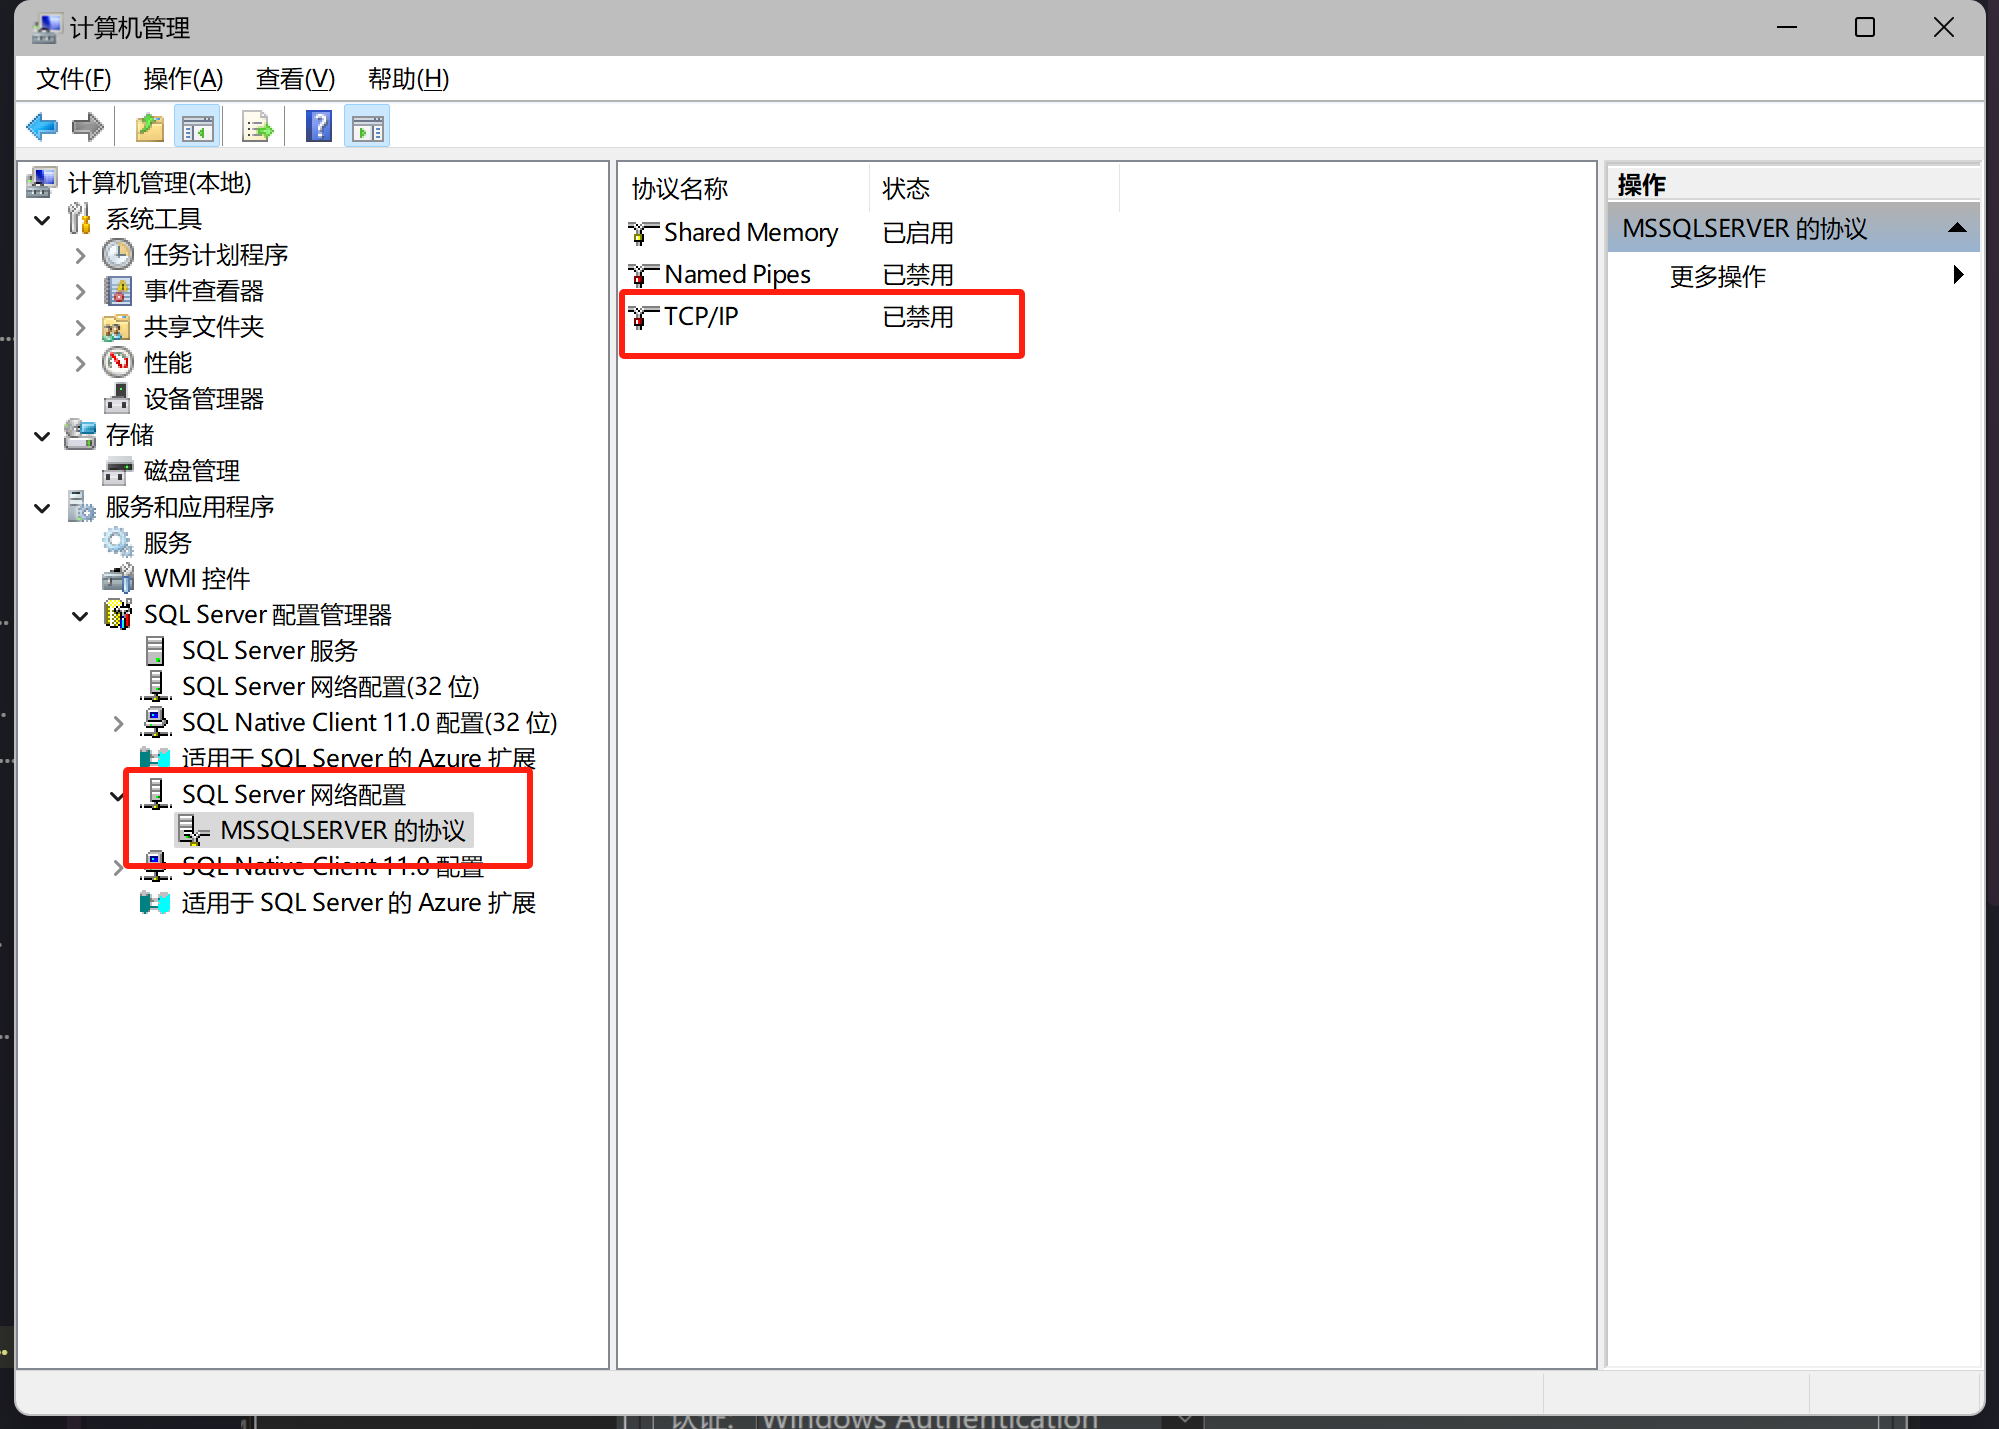 计算机管理
文件(F) 操作(A) 查看(V) 帮助(H)
计算机管理(本地)
系统工具
任务计划程序
事件查看器
共享文件夹
性能
设备管理器
存储
磁盘管理
服务和应用程序
服务
WMI 控件
SQL Server 配置管理器
SQL Server 服务
SQL Server 网络配置(32 位)
SQL Native Client 11.0 配置(32 位)
适用于 SQL Server 的 Azure 扩展
SQL Server 网络配置
MSSQLSERVER 的协议
SQL Native Client 11.0 配置
适用于 SQL Server 的 Azure 扩展
协议名称 状态
Shared Memory 已启用
Named Pipes 已禁用
TCP/IP 已禁用
操作
MSSQLSERVER 的协议
更多操作
认证: Windows Authentication